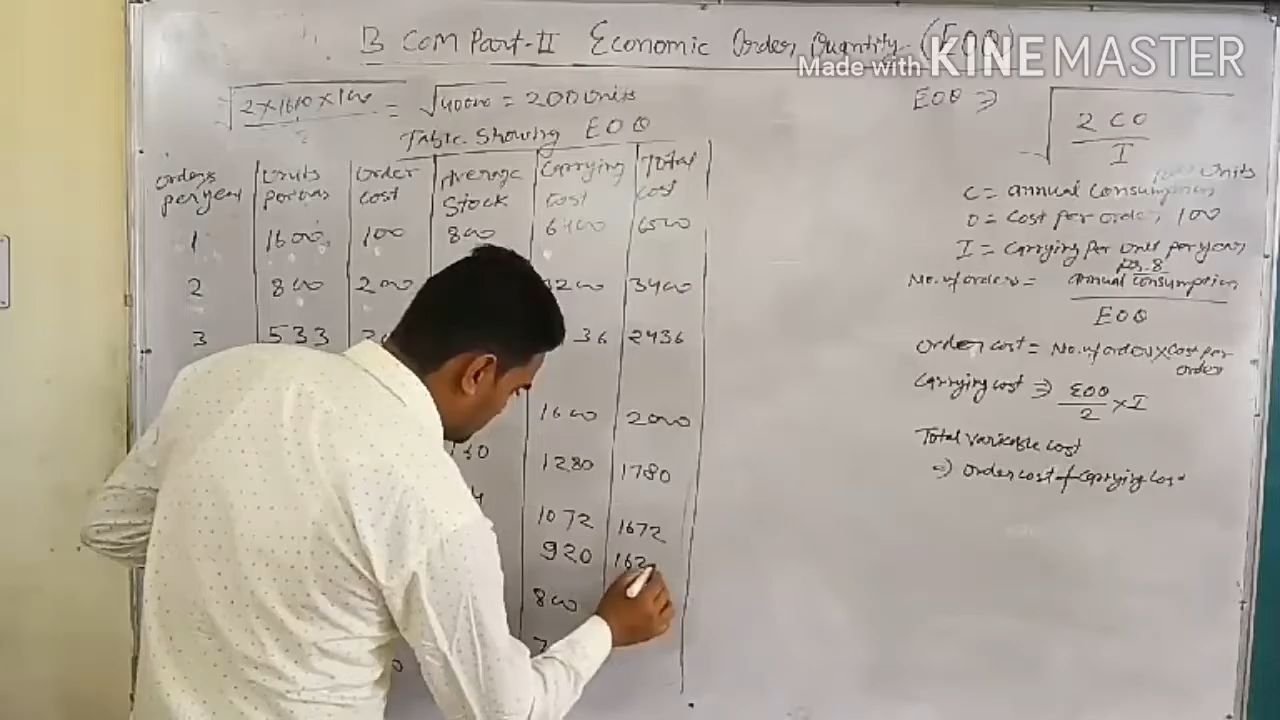 B Com Part-II Economic Order Quantity (EOQ)
Made with KINEMASTER
√2×1600×100 = √40000 = 200 Units
Table Showing EOQ
Orders per year | Units | Order cost | Average Stock | Carrying cost | Total cost
1 | 1600 | 100 | 800 | 6400 | 6500
2 | 800 | 200 | 3200 | 3400
3 | 533 | 36 | 2436
1600 | 2000
1280 | 1780
1072 | 1672
920 | 162
800
EOQ ⇒ √2CO/I
Units
C = annual Consumption
O = Cost per order, 100
I = Carrying Per Unit per year
Rs. 8
No. of orders = annual Consumption / EOQ
Order cost = No. of orders × Cost per order
Carrying cost ⇒ EOQ/2 × I
Total variable cost
⇒ Order cost + Carrying cost